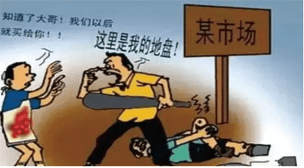 知道了大哥！我们以后
就买给你！！
这里是我的地盘！
某市场